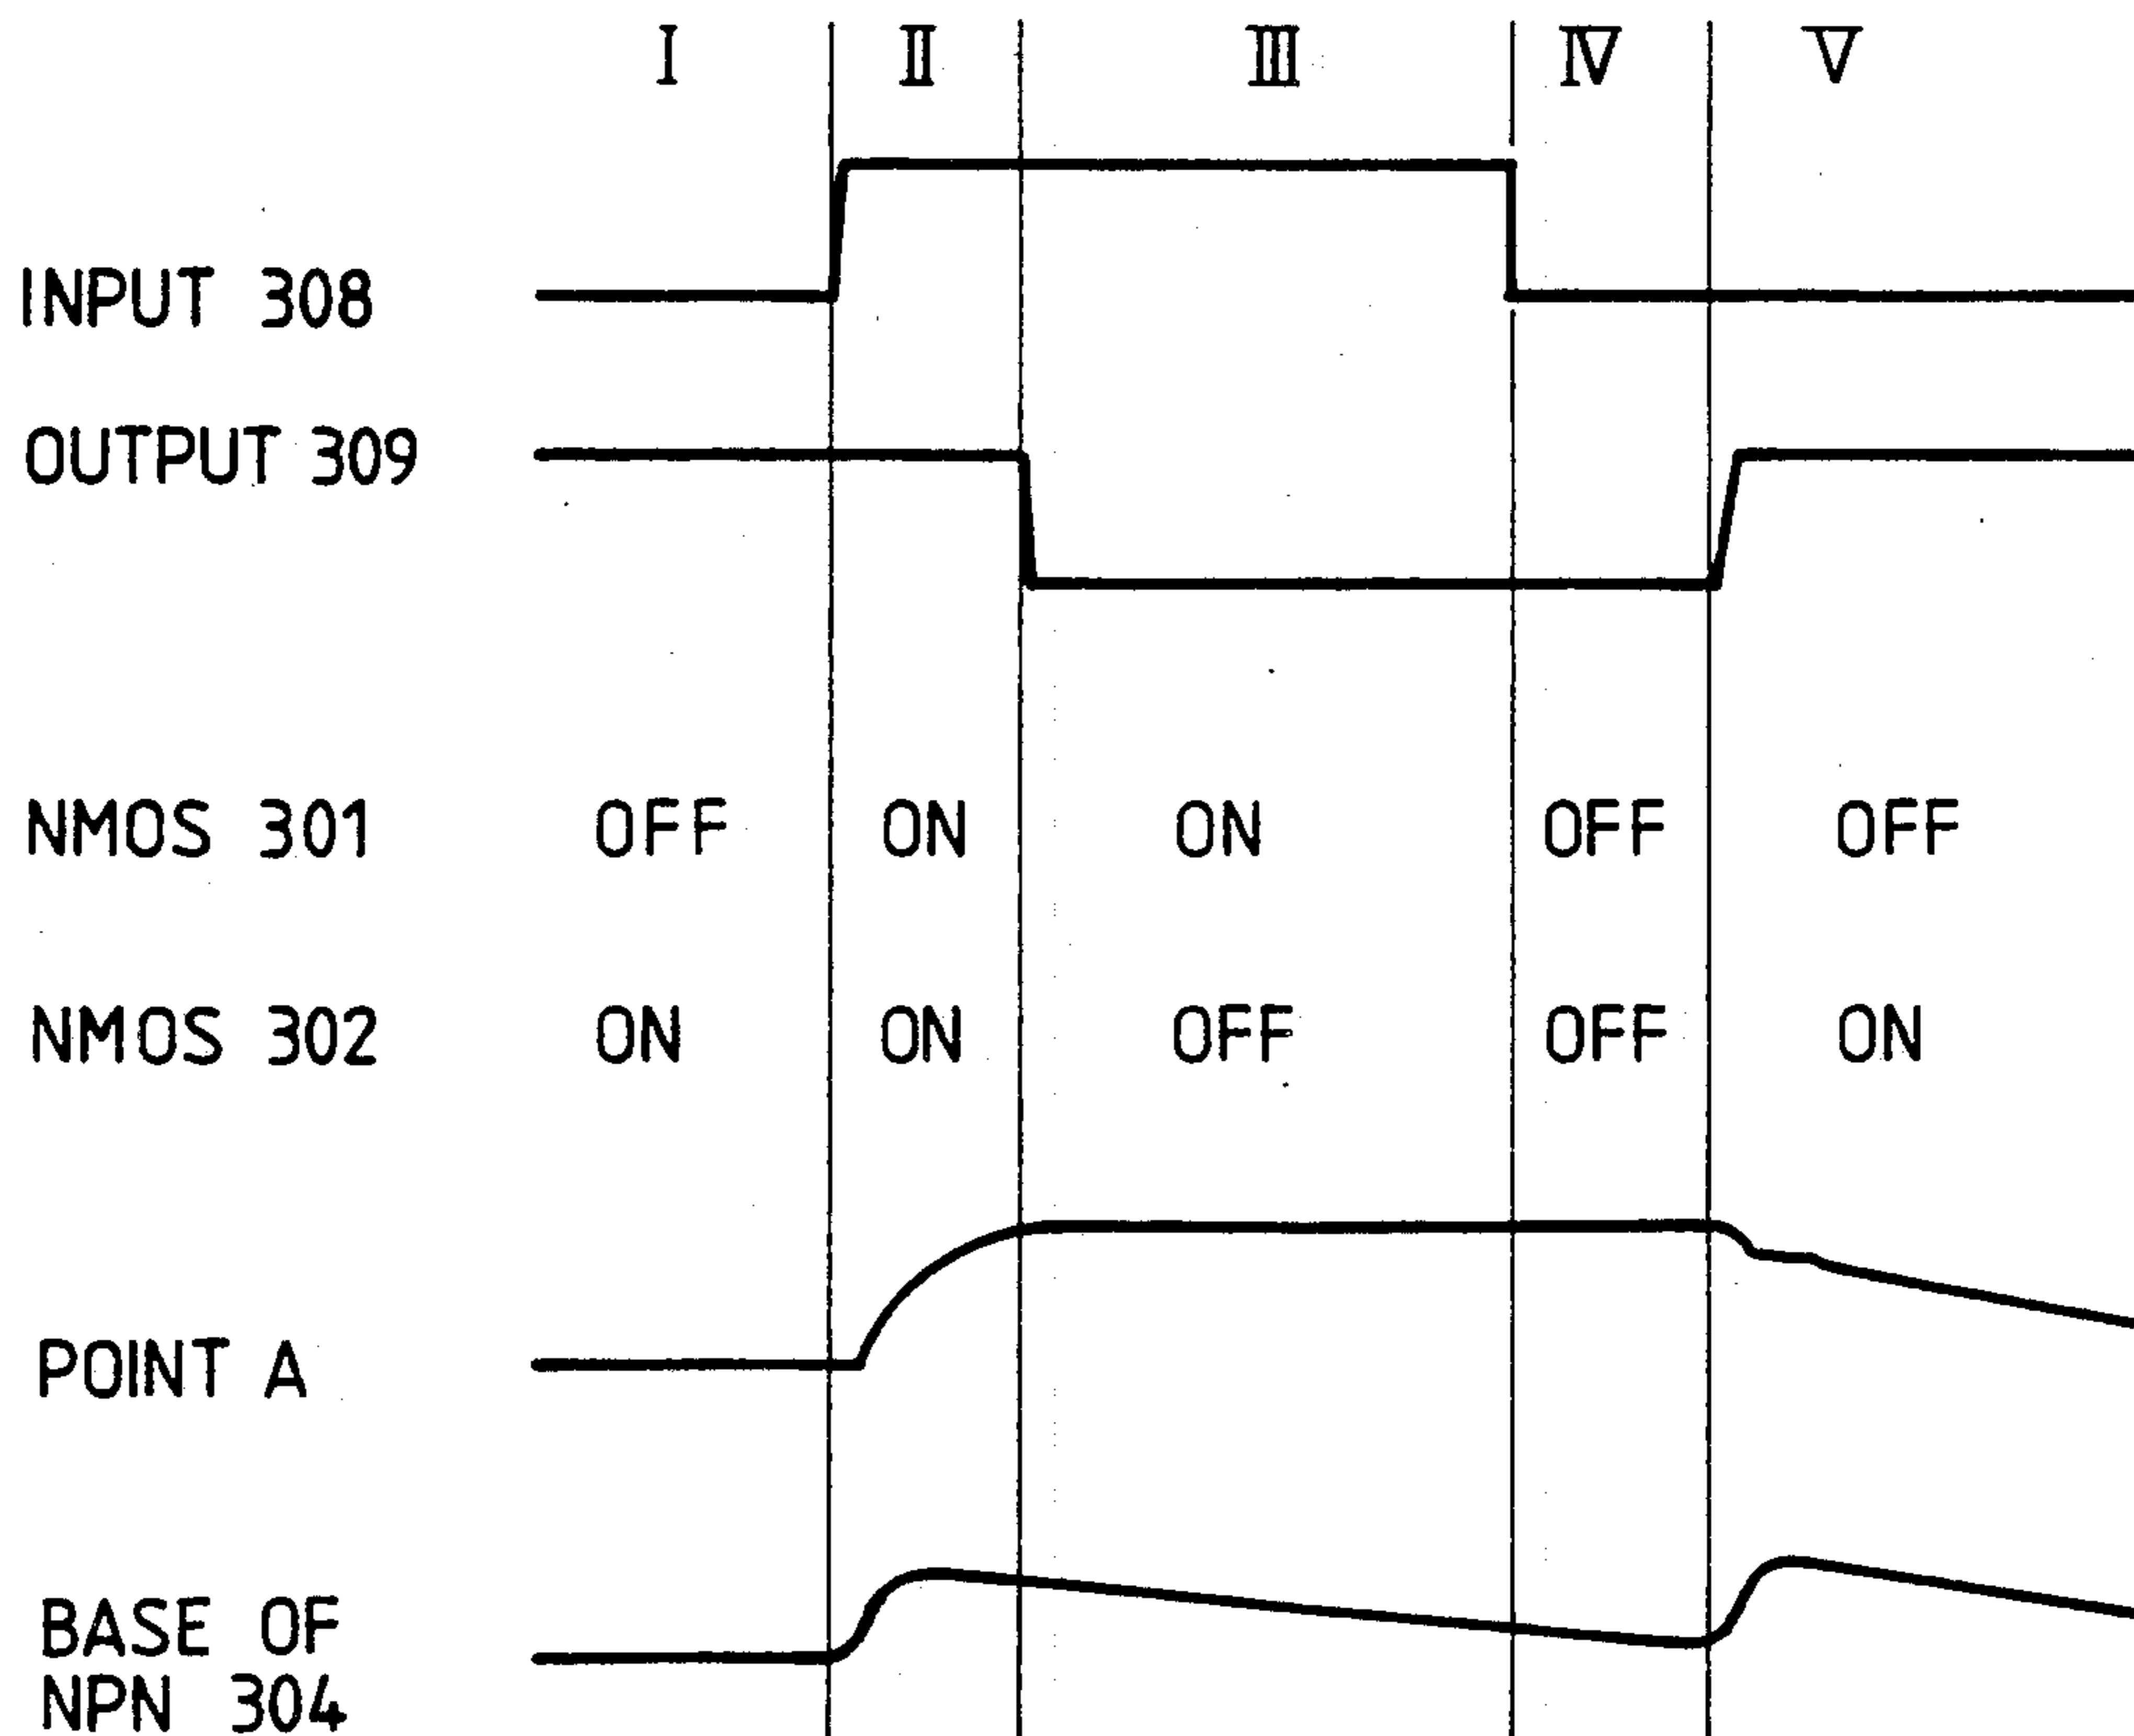 I II III IV V
INPUT 308
OUTPUT 309
NMOS 301 OFF ON ON OFF OFF
NMOS 302 ON ON OFF OFF ON
POINT A
BASE OF
NPN 304